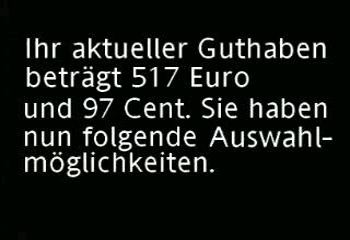 Ihr aktueller Guthaben
beträgt 517 Euro
und 97 Cent. Sie haben
nun folgende Auswahl-
möglichkeiten.